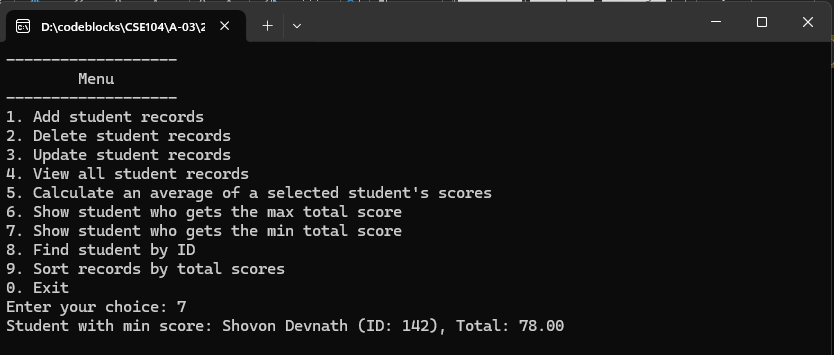 D:\codeblocks\CSE104\A-03\2
-------------------
        Menu
-------------------
1. Add student records
2. Delete student records
3. Update student records
4. View all student records
5. Calculate an average of a selected student's scores
6. Show student who gets the max total score
7. Show student who gets the min total score
8. Find student by ID
9. Sort records by total scores
0. Exit
Enter your choice: 7
Student with min score: Shovon Devnath (ID: 142), Total: 78.00